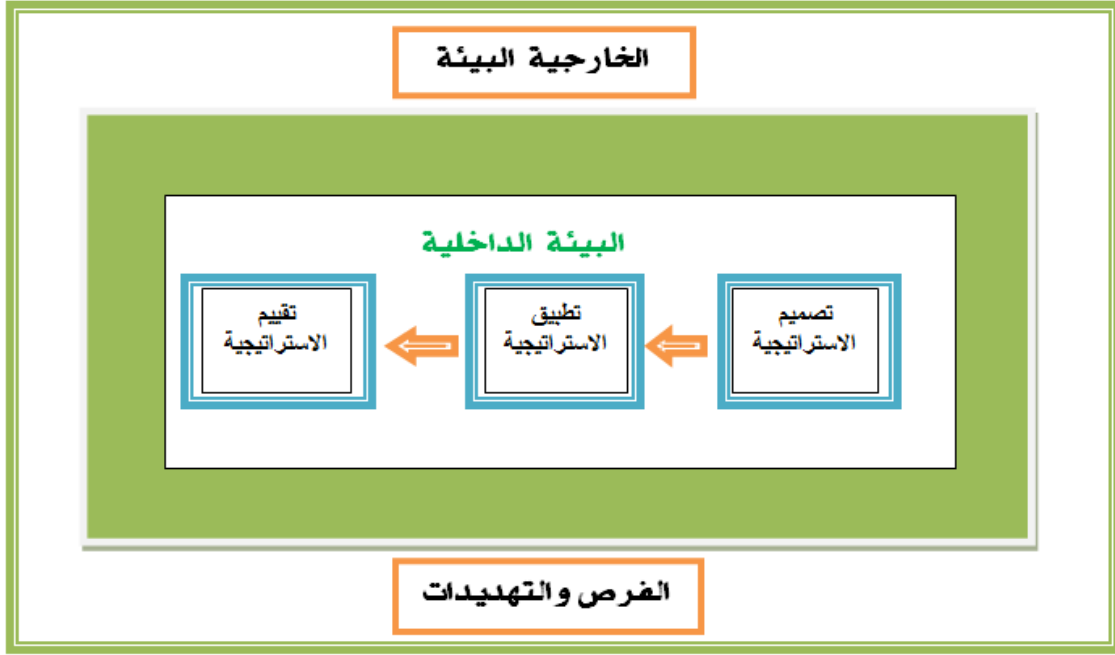 الخارجية البيئة
البيئة الداخلية
تصميم
الاستراتيجية
تطبيق
الاستراتيجية
تقييم
الاستراتيجية
الفرص والتهديدات